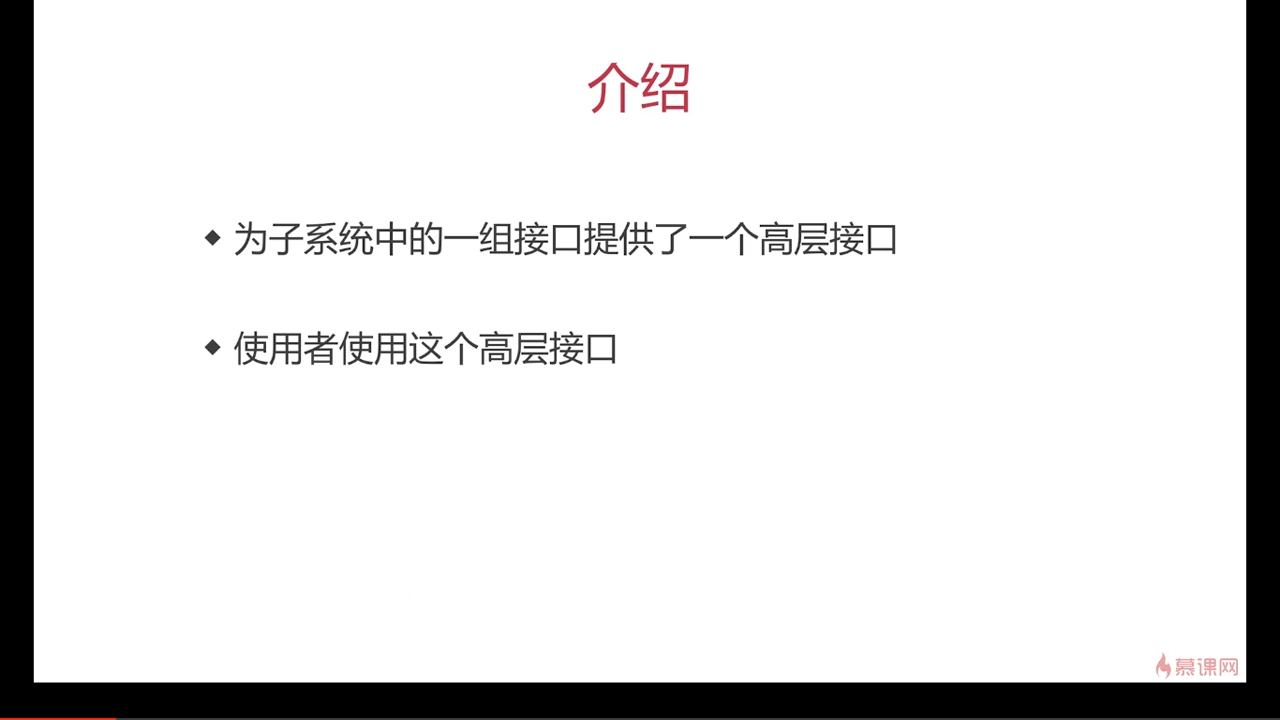 介绍
为子系统中的一组接口提供了一个高层接口
使用者使用这个高层接口
慕课网